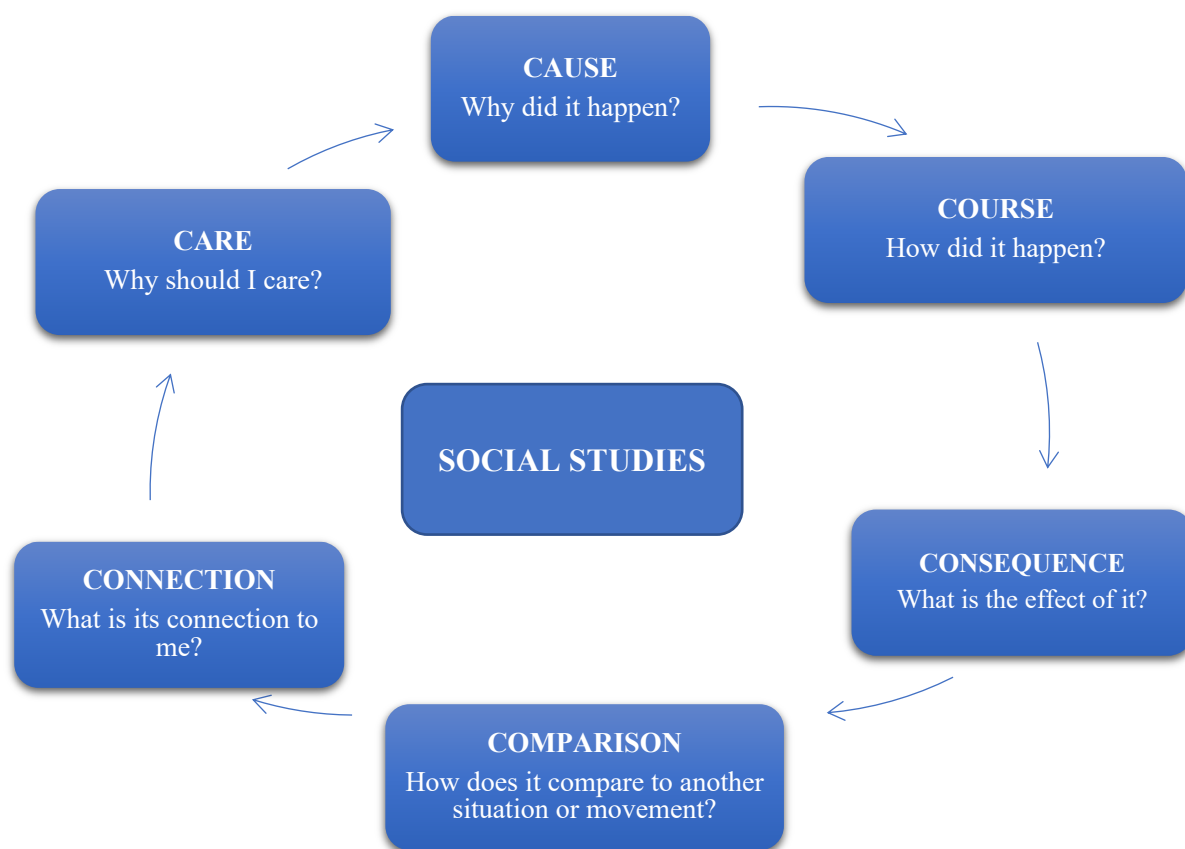 CAUSE
Why did it happen?
COURSE
How did it happen?
CONSEQUENCE
What is the effect of it?
COMPARISON
How does it compare to another
situation or movement?
CONNECTION
What is its connection to
me?
CARE
Why should I care?
SOCIAL STUDIES